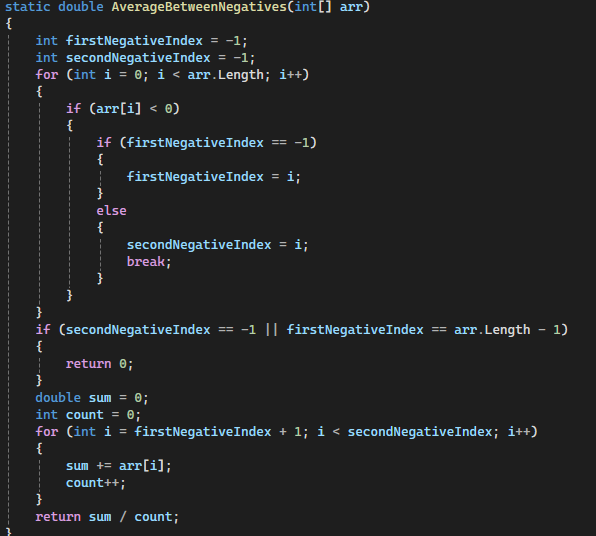 static double AverageBetweenNegatives(int[] arr)
{
int firstNegativeIndex = -1;
int secondNegativeIndex = -1;
for (int i = 0; i < arr.Length; i++)
{
if (arr[i] < 0)
{
if (firstNegativeIndex == -1)
{
firstNegativeIndex = i;
}
else
{
secondNegativeIndex = i;
break;
}
}
}
if (secondNegativeIndex == -1 || firstNegativeIndex == arr.Length - 1)
{
return 0;
}
double sum = 0;
int count = 0;
for (int i = firstNegativeIndex + 1; i < secondNegativeIndex; i++)
{
sum += arr[i];
count++;
}
return sum / count;
}